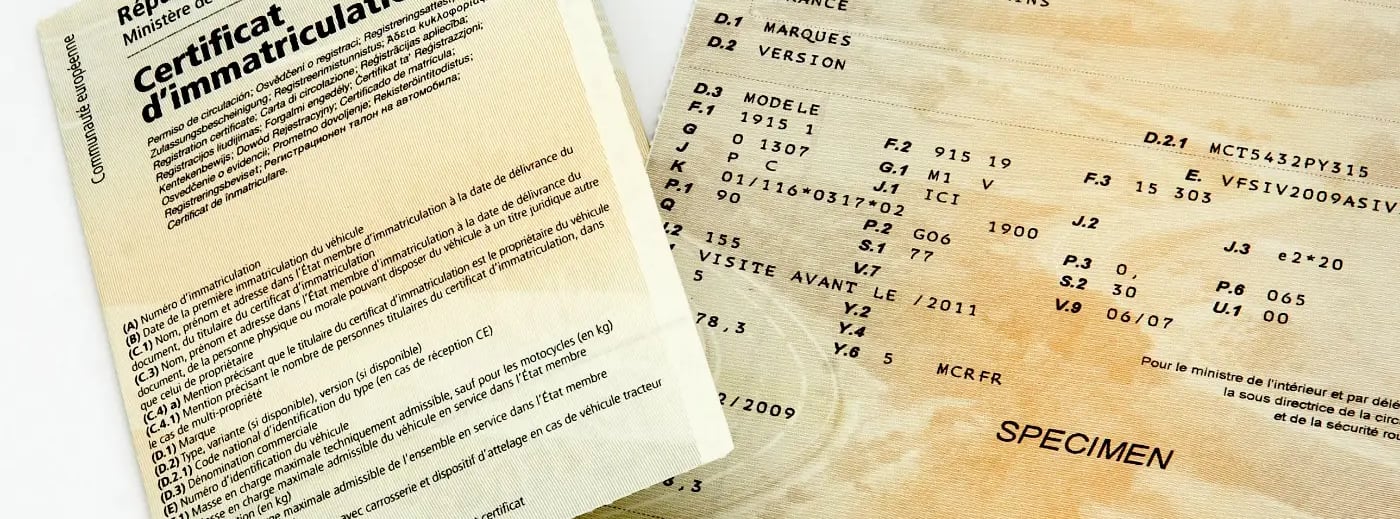 Communauté européenne
Ministère de
Certificat
d'immatriculati
Permiso de circulación; Osvědčení o registraci; Registreringsattest;
Zulassungsbescheinigung; Registreerimistunnistus; Άδεια κυκλοφορίας
Registration certificate; Carta di circolazione; Reģistrācijas apliecība;
Registracijos liudijimas; Forgalmi engedély; Ċertifikat ta' Reġistrazzjoni;
Kentekenbewijs; Dowód Rejestracyjny; Certificado de matrícula;
Osvedčenie o evidencii; Prometno dovoljenje; Rekisteröintitodistus;
Registreringsbeviset; Регистрационен талон на автомобила;
Certificat de înmatriculare.
(A) Numéro d'immatriculation
(B) Date de la première immatriculation du véhicule
(C.1) Nom, prénom et adresse dans l'État membre d'immatriculation à la date de délivrance du
document, du titulaire du certificat d'immatriculation
(C.3) Nom, prénom et adresse dans l'État membre d'immatriculation à la date de délivrance du
document, de la personne physique ou morale pouvant disposer du véhicule à un titre juridique autre
que celui de propriétaire
(C.4) a) Mention précisant que le titulaire du certificat d'immatriculation est le propriétaire du véhicule
(C.4.1) Mention précisant le nombre de personnes titulaires du certificat d'immatriculation, dans
le cas de multi-propriété
(D.1) Marque
(D.2) Type, variante (si disponible), version (si disponible)
(D.2.1) Code national d'identification du type (en cas de réception CE)
(D.3) Dénomination commerciale
(E) Numéro d'identification du véhicule
.1) Masse en charge maximale techniquement admissible, sauf pour les motocycles (en kg)
asse en charge maximale admissible du véhicule en service dans l'État membre
ation (en kg)
e maximale admissible de l'ensemble en service dans l'État membre
avec carrosserie et dispositif d'attelage en cas de véhicule tracteur
certificat
RANCE
D.1 MARQUES
D.2 VERSION
D.2.1 MCT5432PY315
D.3 MODELE
E. VFSIV2009ASIV
F.1 1915 1
F.2 915 19
F.3 15 303
G 0 1307
G.1 M1 V
J P C
J.1 ICI
J.2
J.3 e2*20
K 01/116*0317*02
1900
P.1 90
P.2 GO6
P.3 0,
P.6 065
Q
S.1 77
S.2 30
U.1 00
.2 155
V.7
V.9 06/07
VISITE AVANT LE /2011
5
Y.2
78,3
Y.4
Y.6 5
MCRFR
2/2009
8,3
Pour le ministre de l'intérieur et par délé
la sous directrice de la circ
et de la sécurité ro
SPECIMEN